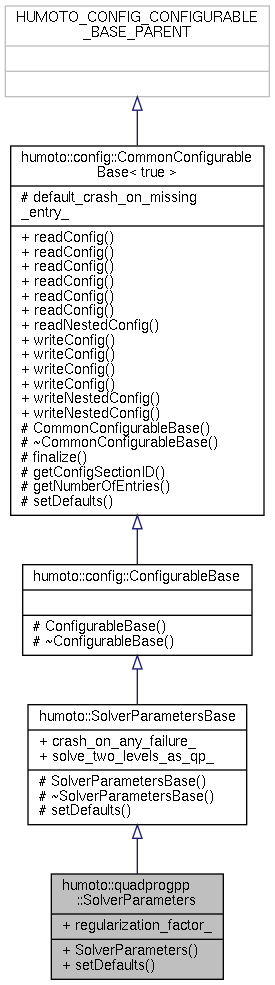 HUMOTO_CONFIG_CONFIGURABLE
_BASE_PARENT
humoto::config::CommonConfigurable
Base< true >
# default_crash_on_missing
_entry_
+ readConfig()
+ readConfig()
+ readConfig()
+ readConfig()
+ readConfig()
+ readConfig()
+ readNestedConfig()
+ writeConfig()
+ writeConfig()
+ writeConfig()
+ writeConfig()
+ writeNestedConfig()
+ writeNestedConfig()
# CommonConfigurableBase()
# ~CommonConfigurableBase()
# finalize()
# getConfigSectionID()
# getNumberOfEntries()
# setDefaults()
humoto::config::ConfigurableBase
# ConfigurableBase()
# ~ConfigurableBase()
humoto::SolverParametersBase
+ crash_on_any_failure_
+ solve_two_levels_as_qp_
# SolverParametersBase()
# ~SolverParametersBase()
# setDefaults()
humoto::quadprogpp
::SolverParameters
+ regularization_factor_
+ SolverParameters()
+ setDefaults()